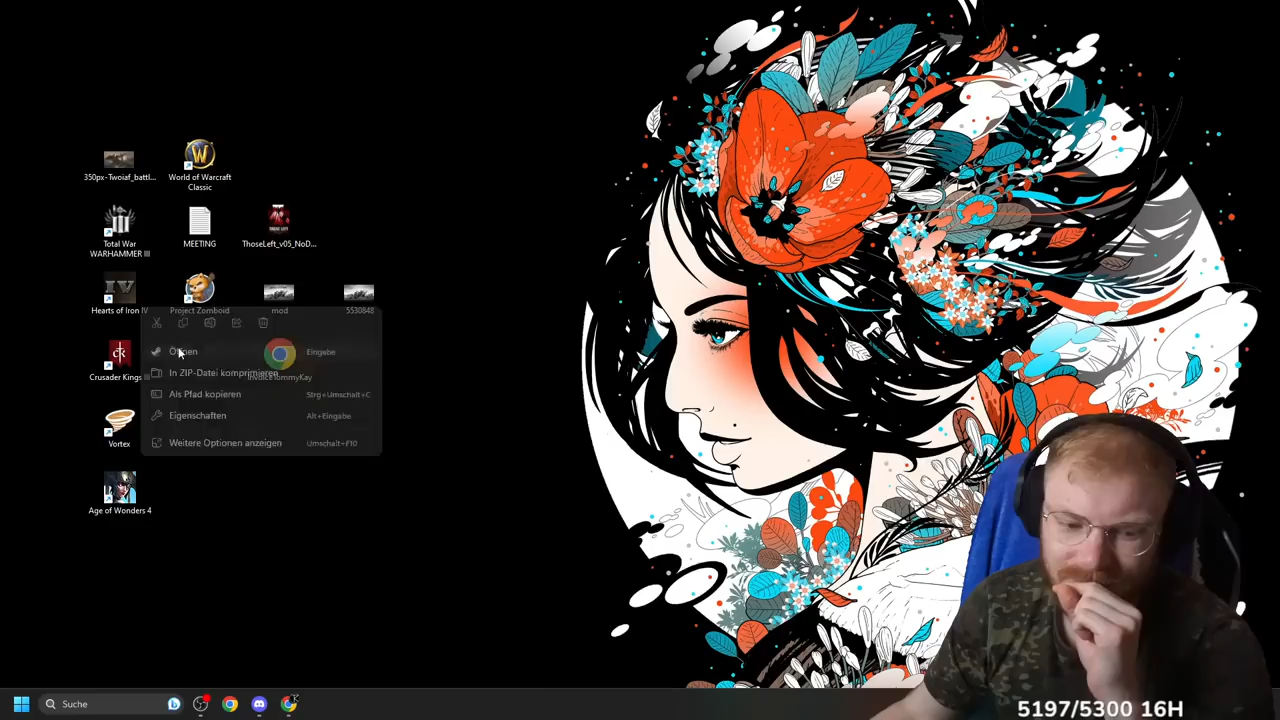 350px-Twoiaf_battl...
World of Warcraft
Classic
Total War
WARHAMMER III
MEETING
ThoseLeft_v05_NoD...
Hearts of Iron IV
Project Zomboid
mod
5530848
Öffnen
Eingabe
In ZIP-Datei komprimieren
Crusader Kings III
Als Pfad kopieren
Strg+Umschalt+C
Eigenschaften
Alt+Eingabe
Vortex
Weitere Optionen anzeigen
Umschalt+F10
Age of Wonders 4
Suche
5197/5300 16H